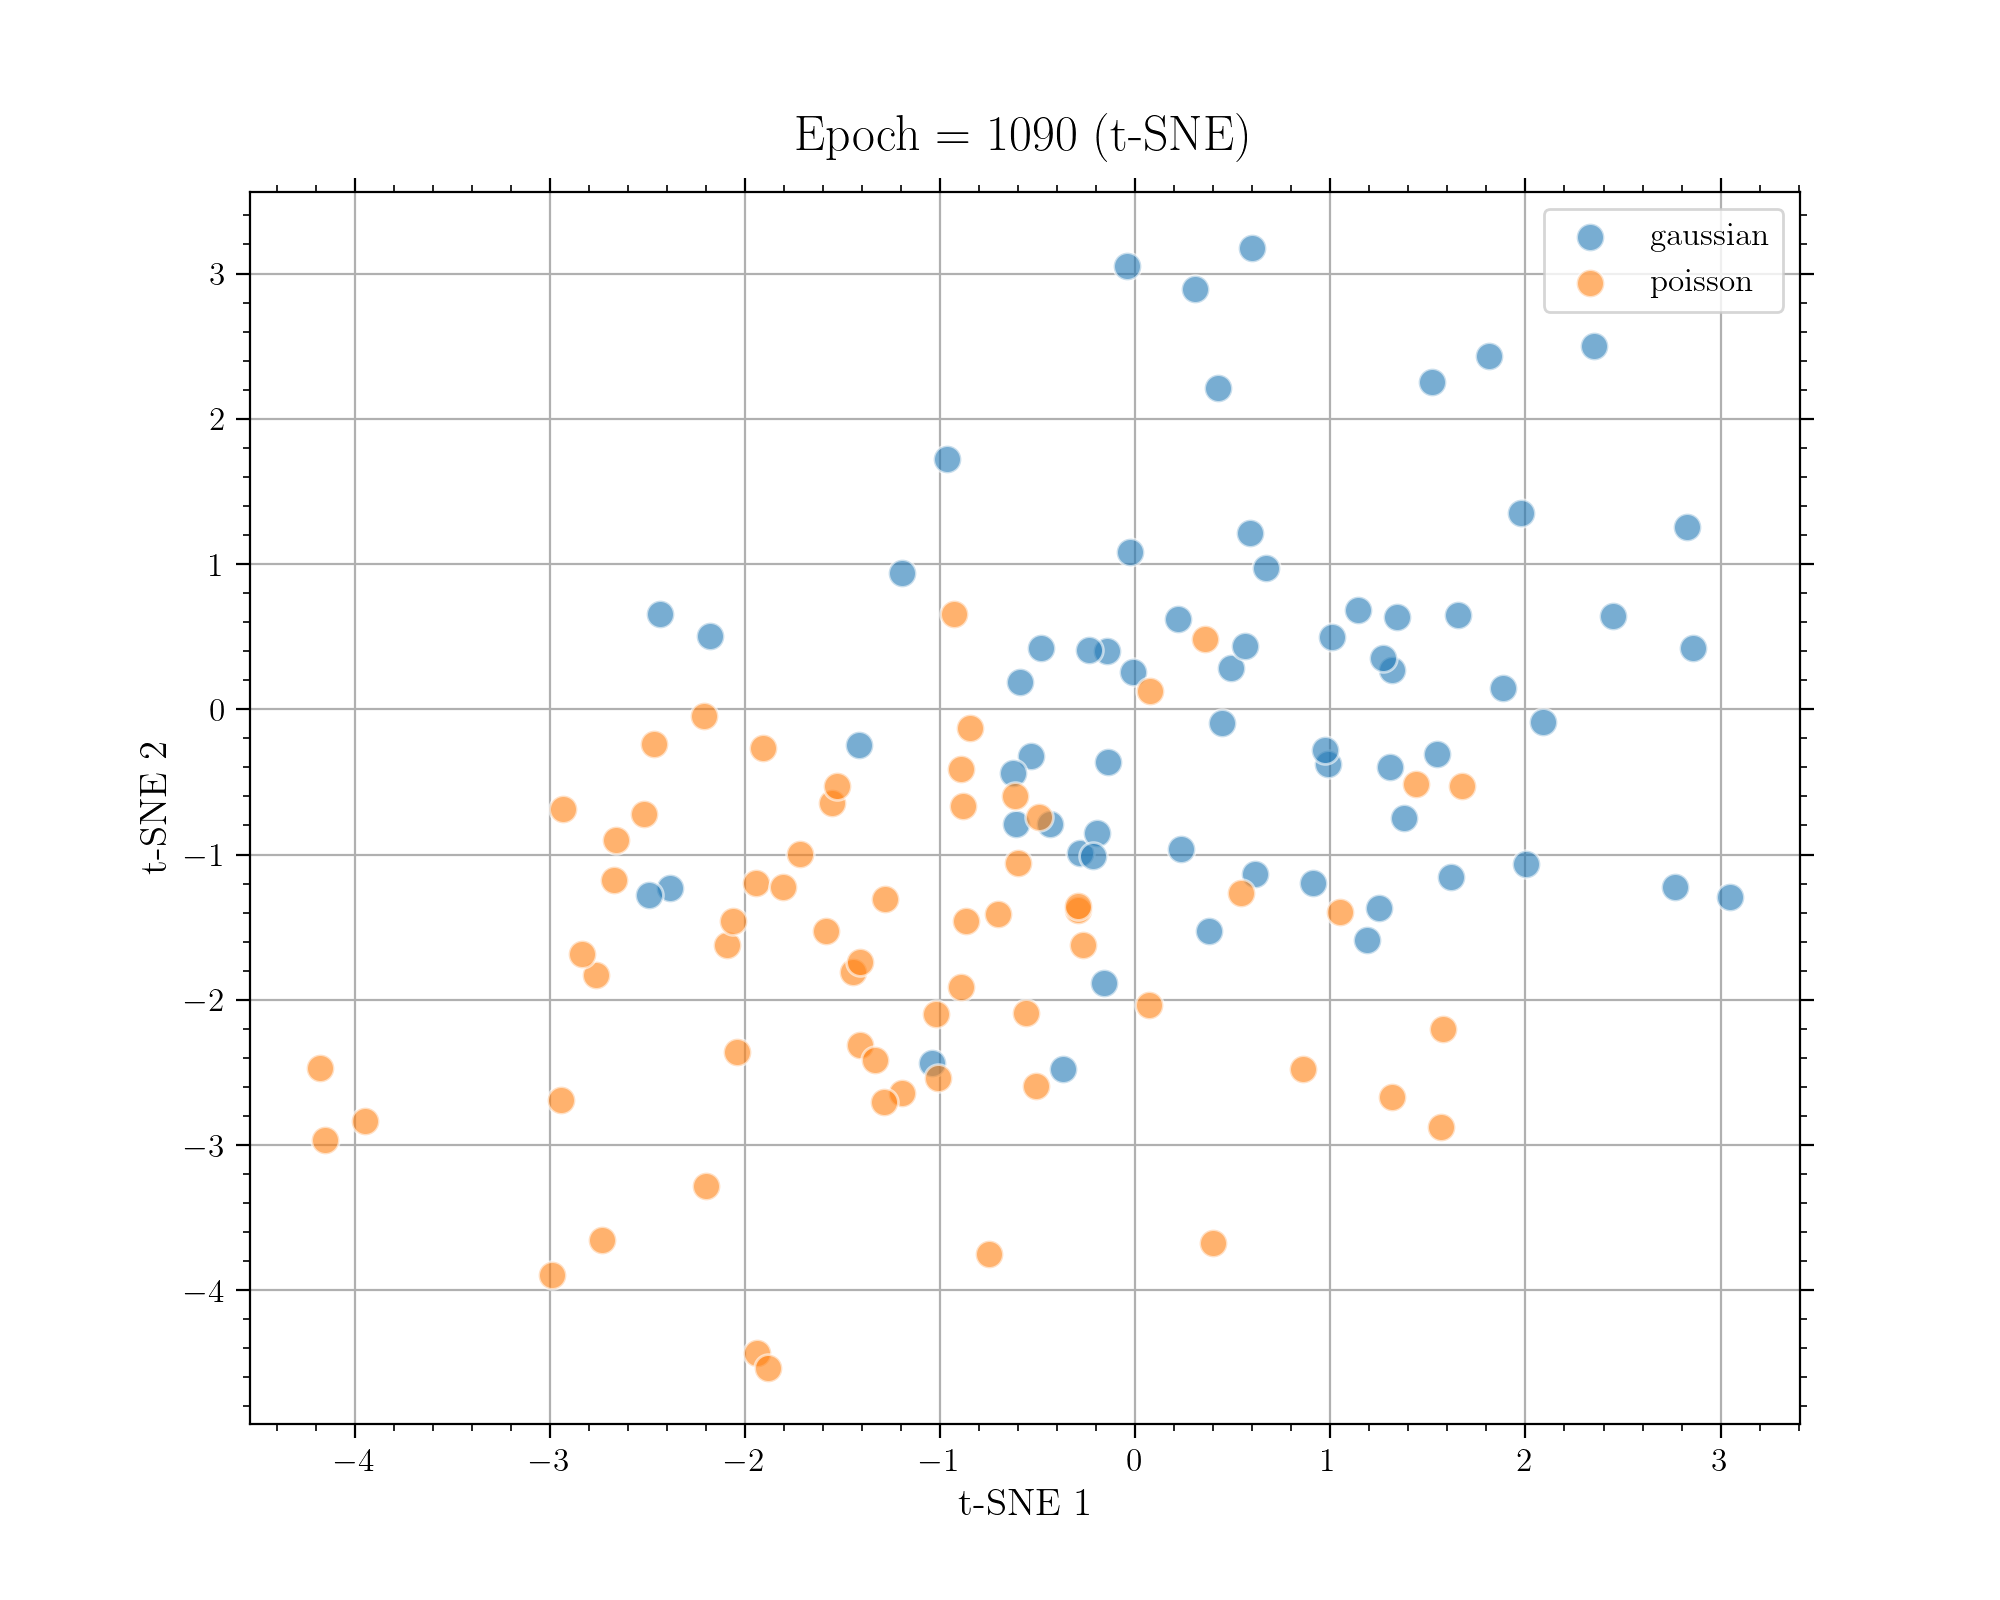 Epoch = 1090 (t-SNE)
gaussian
poisson
3
2
1
0
−1
−2
−3
−4
t-SNE 2
−4 −3 −2 −1 0 1 2 3
t-SNE 1